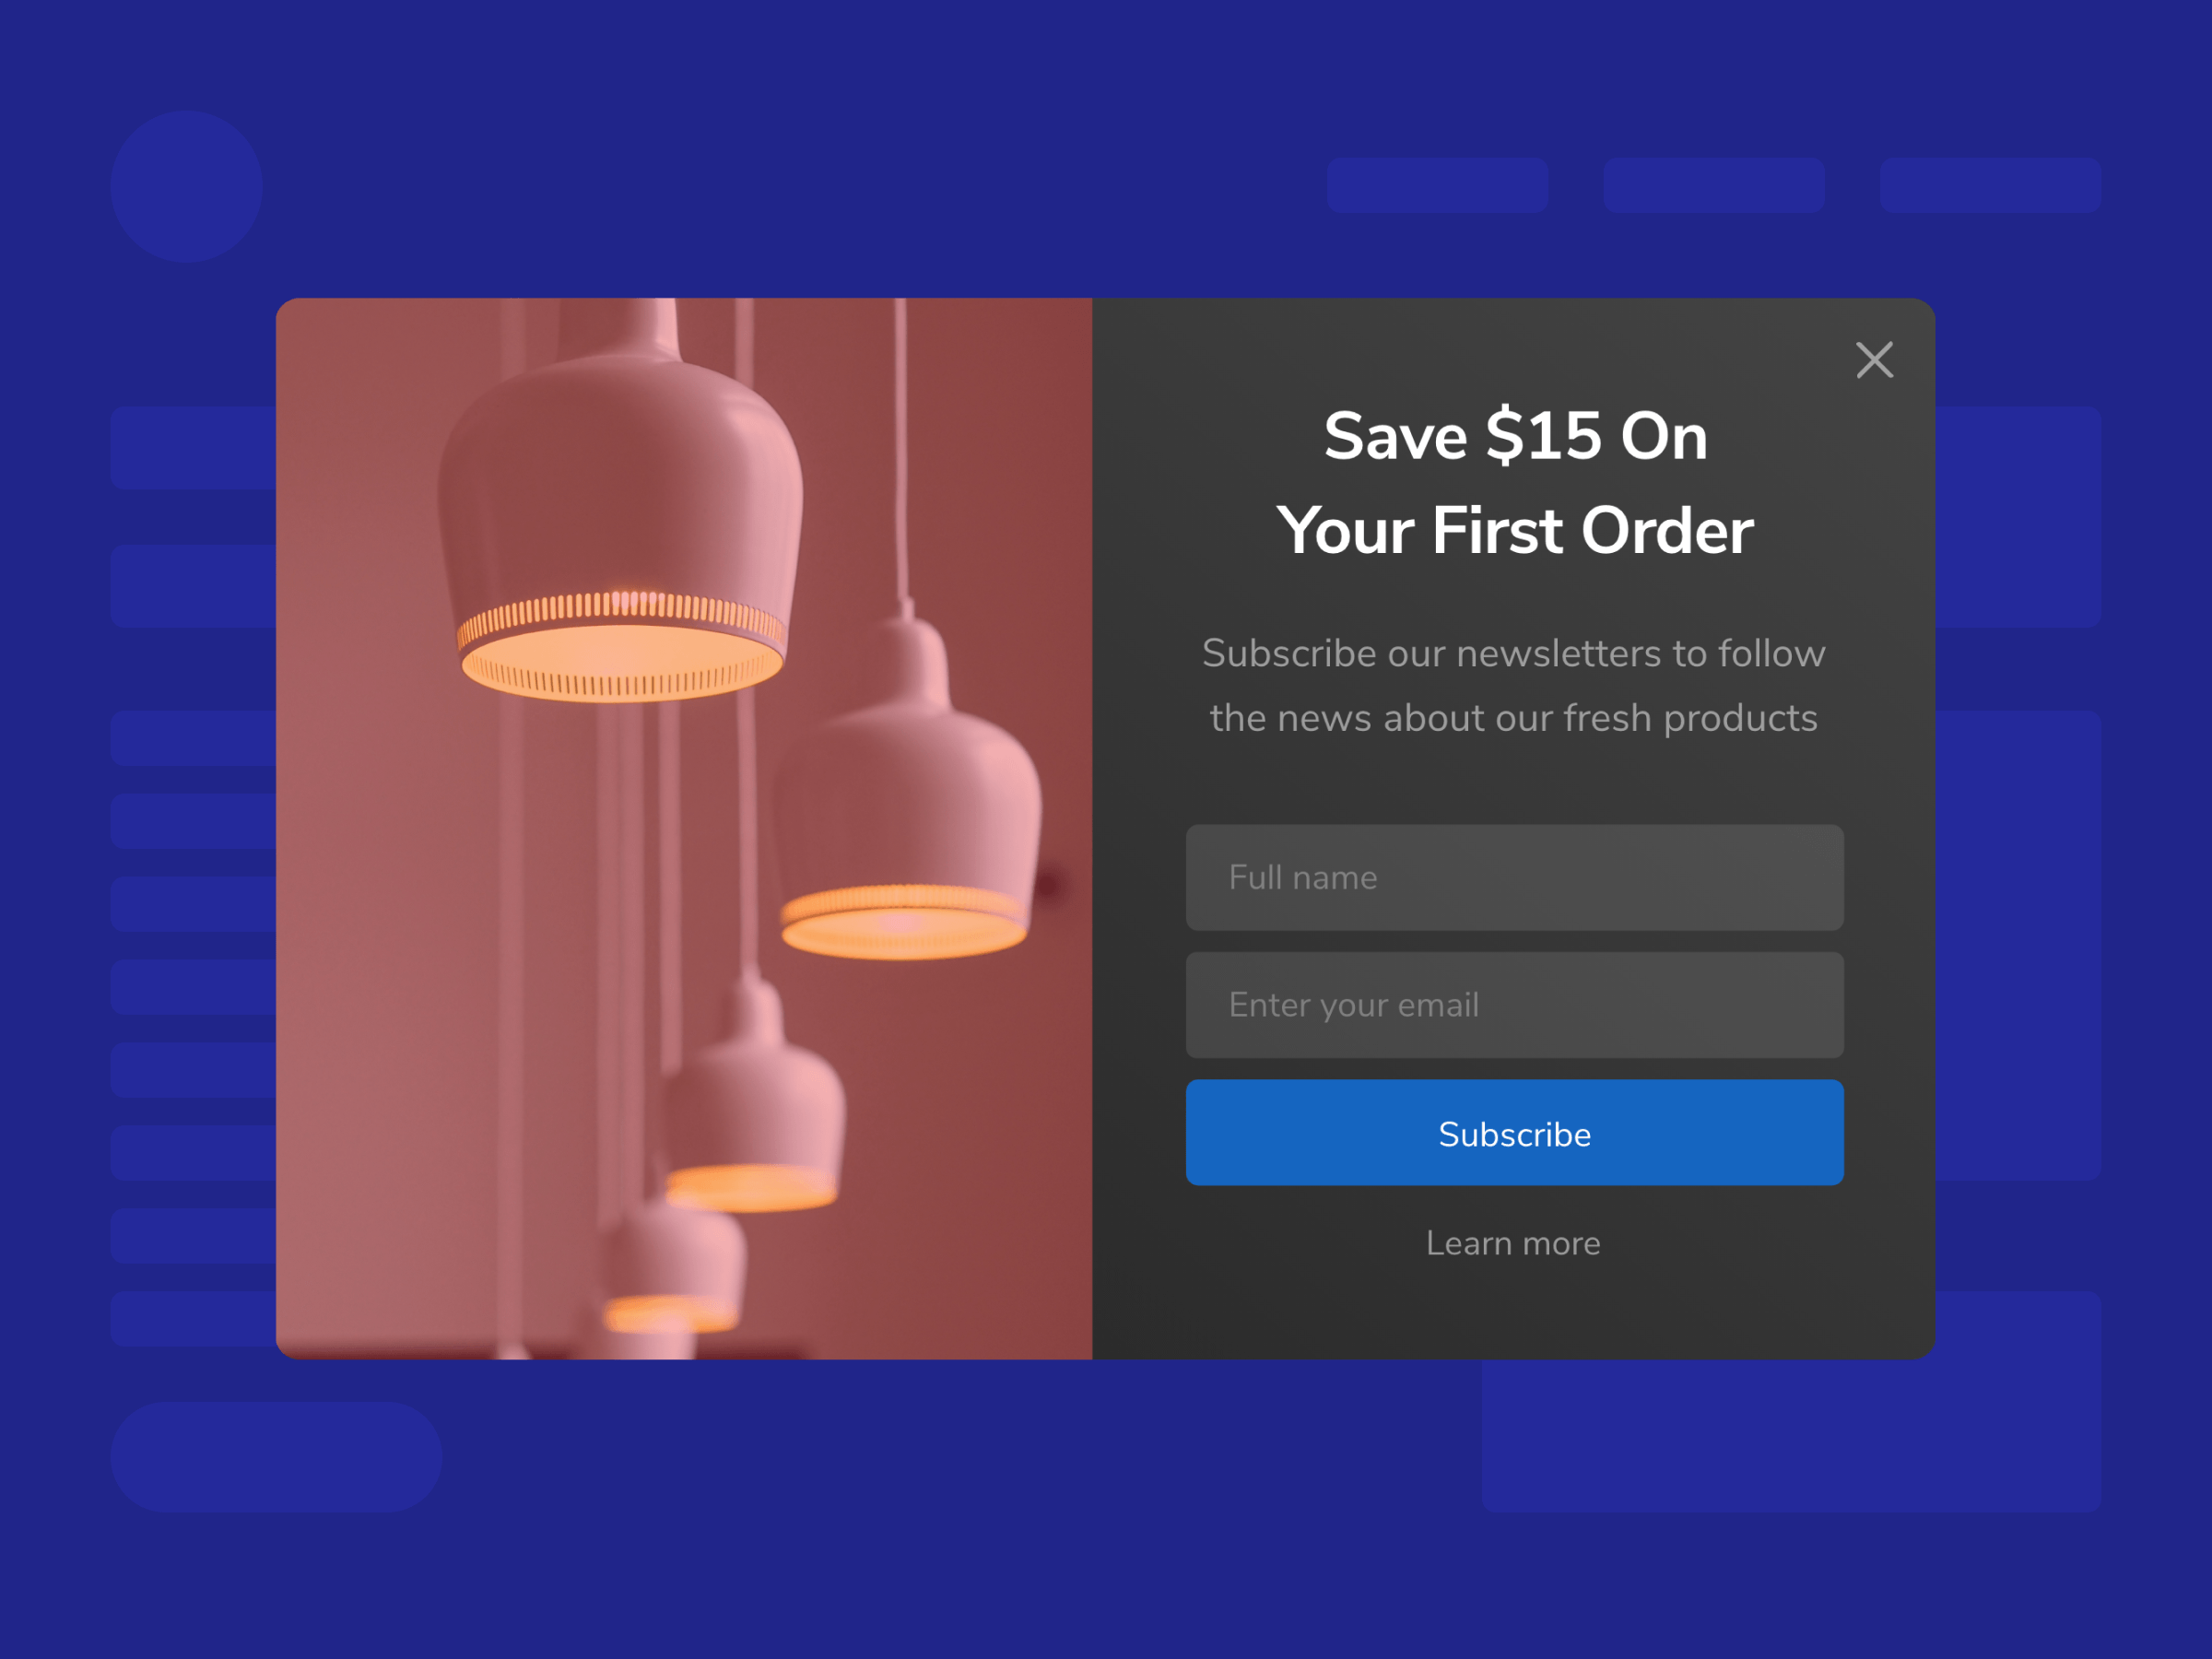 Save $15 On
Your First Order
Subscribe our newsletters to follow
the news about our fresh products
Full name
Enter your email
Subscribe
Learn more